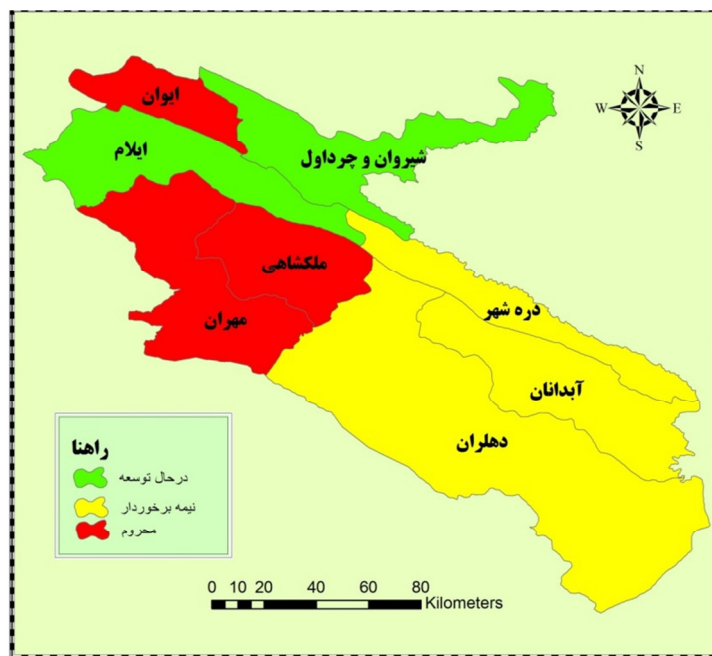 ایوان
ایلام
شیروان و چرداول
ملکشاهی
مهران
دره شهر
آبدانان
دهلران
N
W
E
S
راهنا
درحال توسعه
نیمه برخوردار
محروم
0 10 20 40 60 80
Kilometers